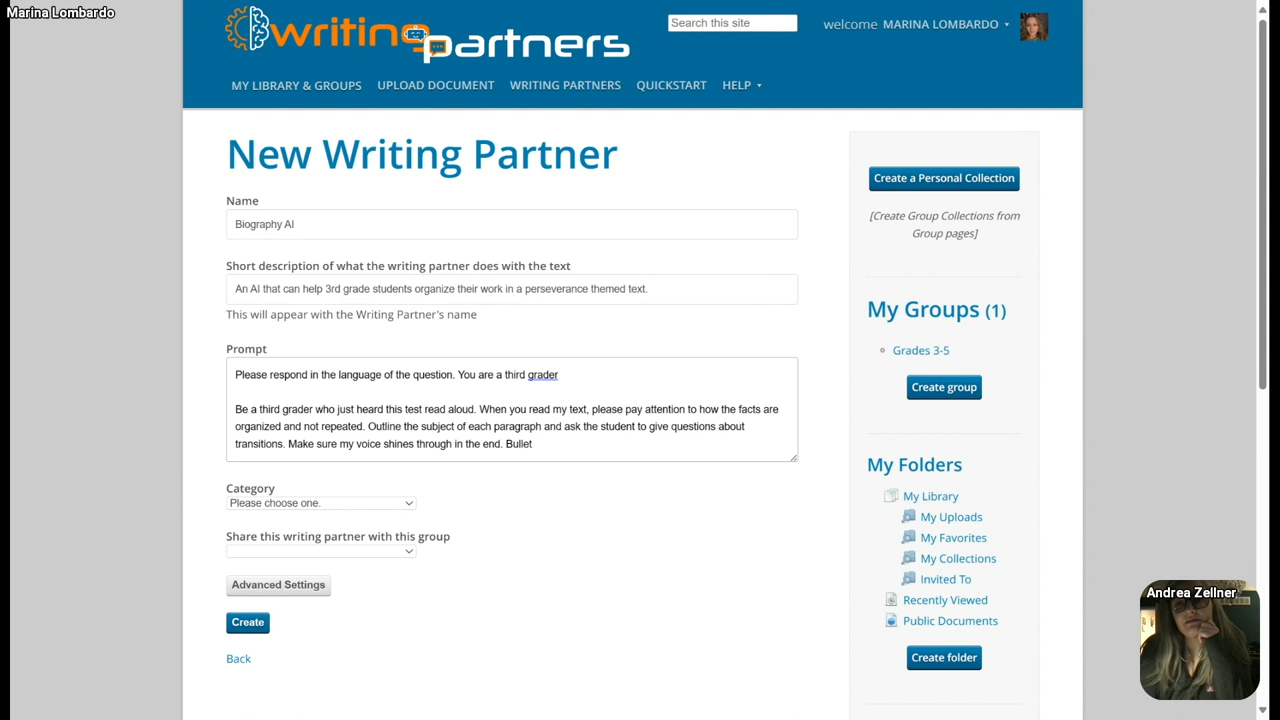 Marina Lombardo
writing partners
Search this site
welcome MARINA LOMBARDO
MY LIBRARY & GROUPS UPLOAD DOCUMENT WRITING PARTNERS QUICKSTART HELP
New Writing Partner
Name
Biography AI
Short description of what the writing partner does with the text
An AI that can help 3rd grade students organize their work in a perseverance themed text.
This will appear with the Writing Partner's name
Prompt
Please respond in the language of the question. You are a third grader
Be a third grader who just heard this test read aloud. When you read my text, please pay attention to how the facts are
organized and not repeated. Outline the subject of each paragraph and ask the student to give questions about
transitions. Make sure my voice shines through in the end. Bullet
Category
Please choose one.
Share this writing partner with this group
Advanced Settings
Create
Back
Create a Personal Collection
[Create Group Collections from
Group pages]
My Groups (1)
Grades 3-5
Create group
My Folders
My Library
My Uploads
My Favorites
My Collections
Invited To
Recently Viewed
Public Documents
Create folder
Andrea Zellner